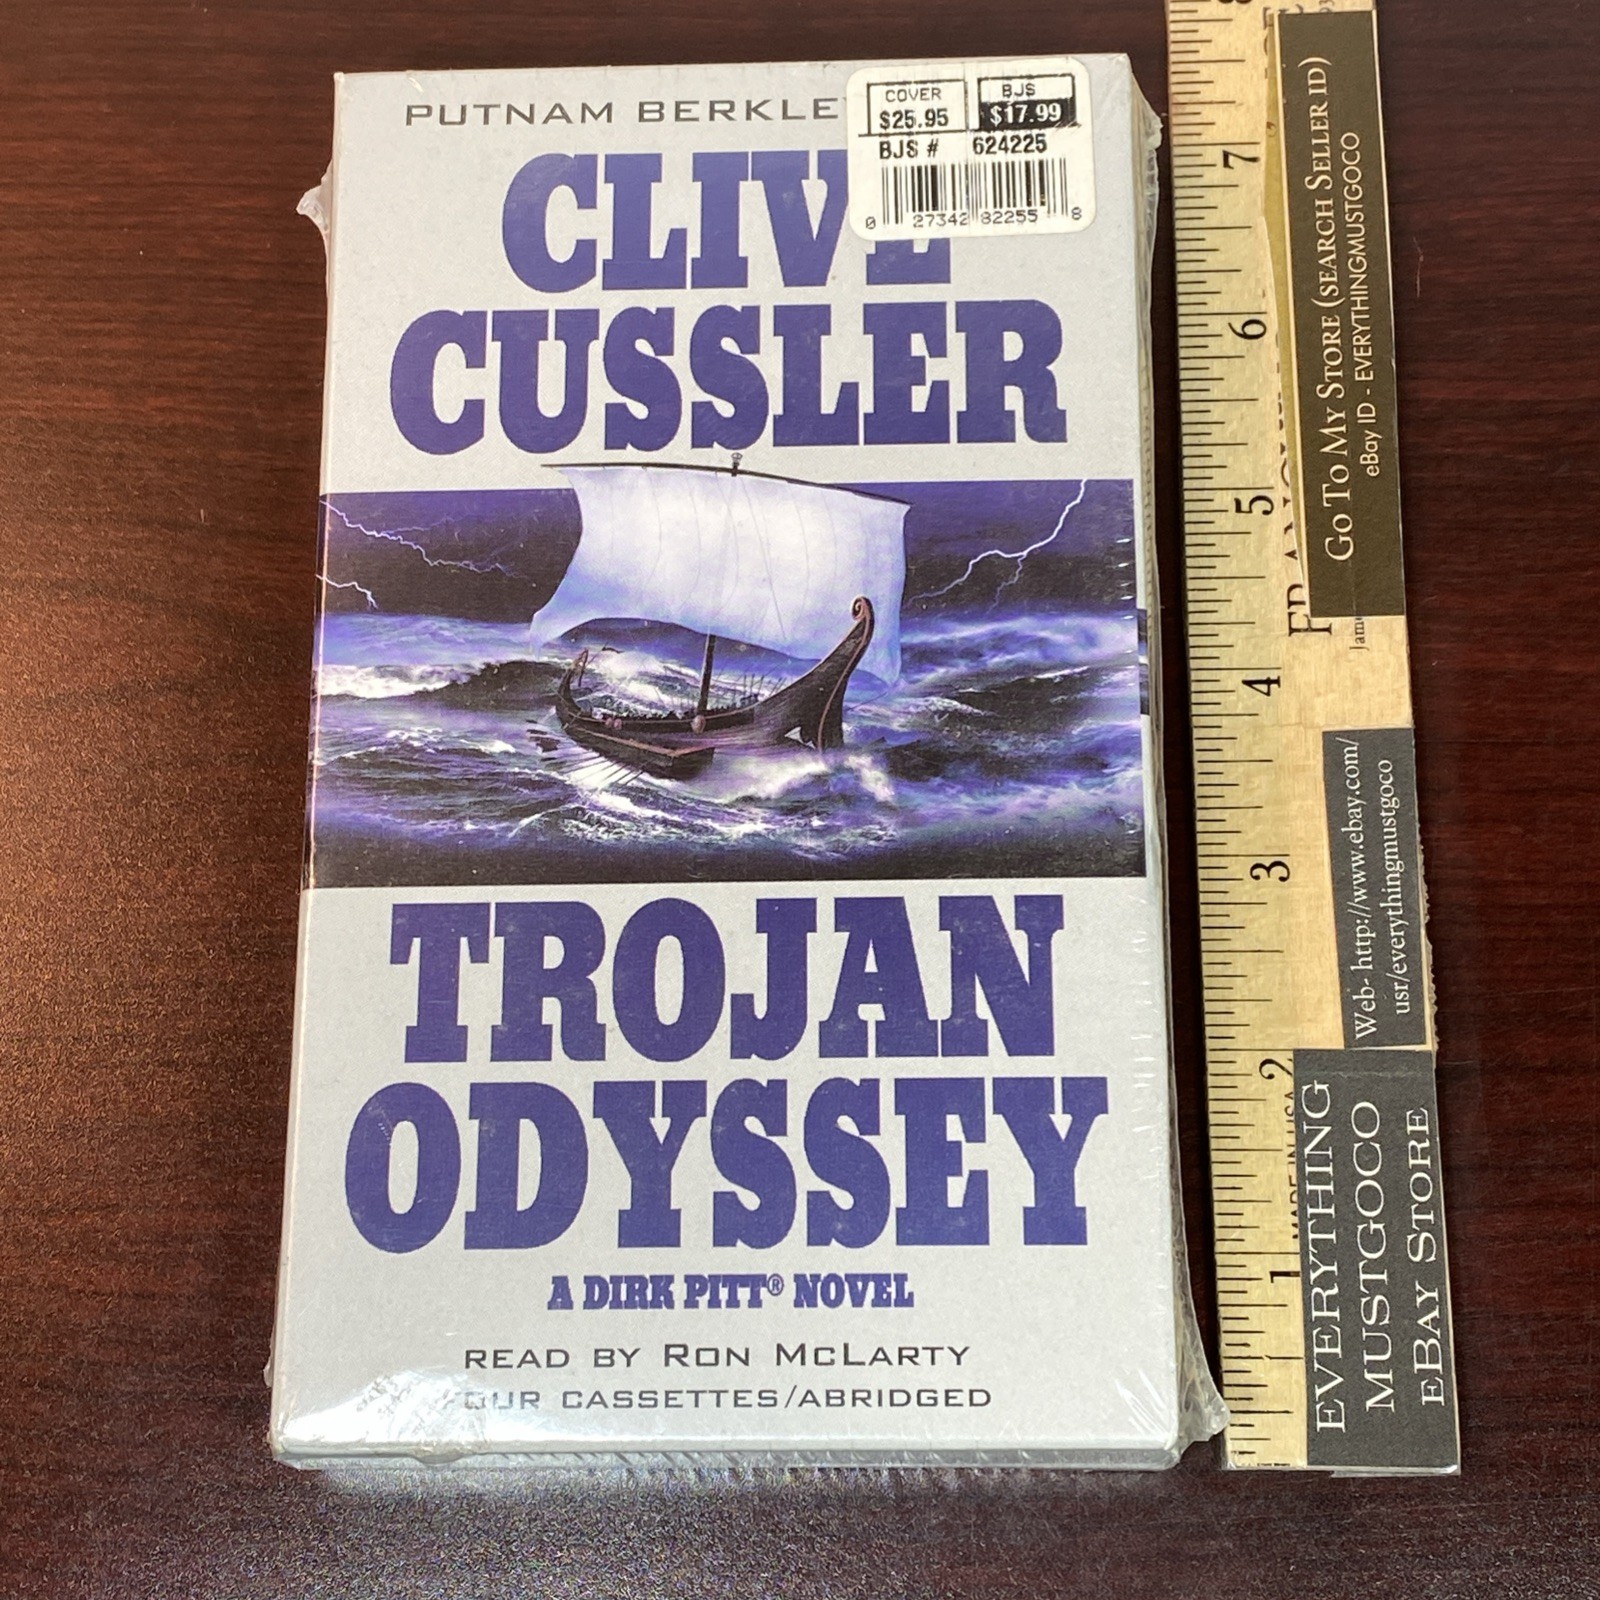 PUTNAM BERKLE
COVER
$25.95
BJS
$17.99
BJS # 624225
0 27342 82255 8
CLIVE
CUSSLER
TROJAN
ODYSSEY
A DIRK PITT® NOVEL
READ BY RON MCLARTY
FOUR CASSETTES/ABRIDGED
7
6
5
4
3
2
1
GO TO MY STORE (SEARCH SELLER ID)
eBay ID - EVERYTHINGMUSTGOCO
Web- http://www.ebay.com/
usr/everythingmustgoco
MADE IN USA
EVERYTHING
MUSTGOCO
EBAY STORE